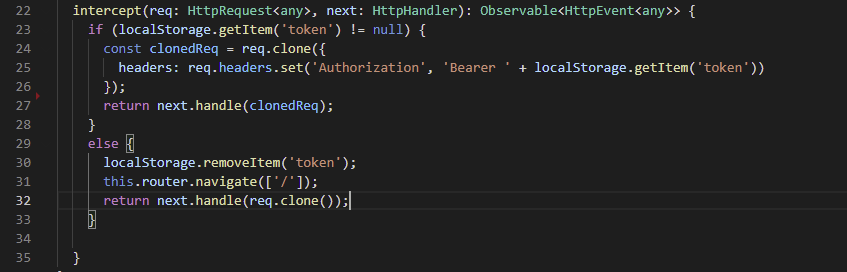 22 intercept(req: HttpRequest<any>, next: HttpHandler): Observable<HttpEvent<any>> {
23 if (localStorage.getItem('token') != null) {
24 const clonedReq = req.clone({
25 headers: req.headers.set('Authorization', 'Bearer ' + localStorage.getItem('token'))
26 });
27 return next.handle(clonedReq);
28 }
29 else {
30 localStorage.removeItem('token');
31 this.router.navigate(['/']);
32 return next.handle(req.clone());
33 }
34
35 }